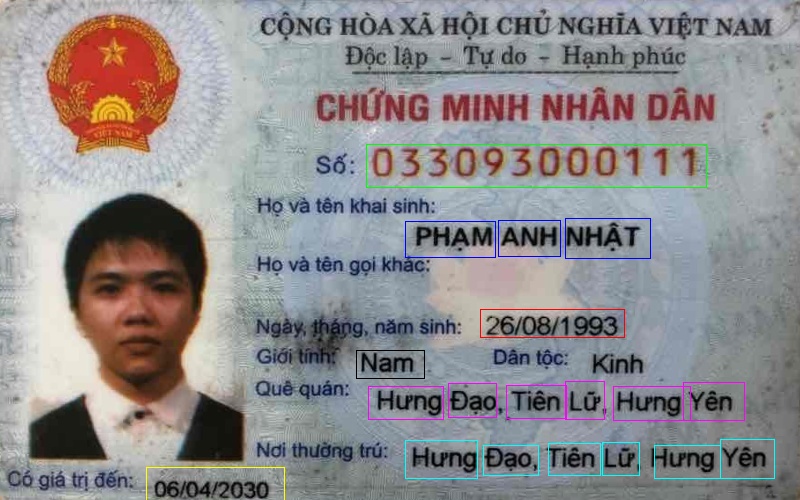 CỘNG HÒA XÃ HỘI CHỦ NGHĨA VIỆT NAM
Độc lập - Tự do - Hạnh phúc
CHỨNG MINH NHÂN DÂN
Số: 033093000111
Họ và tên khai sinh:
PHẠM ANH NHẬT
Họ và tên gọi khác:
Ngày, tháng, năm sinh: 26/08/1993
Giới tính: Nam Dân tộc: Kinh
Quê quán: Hưng Đạo, Tiên Lữ, Hưng Yên
Nơi thường trú: Hưng Đạo, Tiên Lữ, Hưng Yên
Có giá trị đến: 06/04/2030